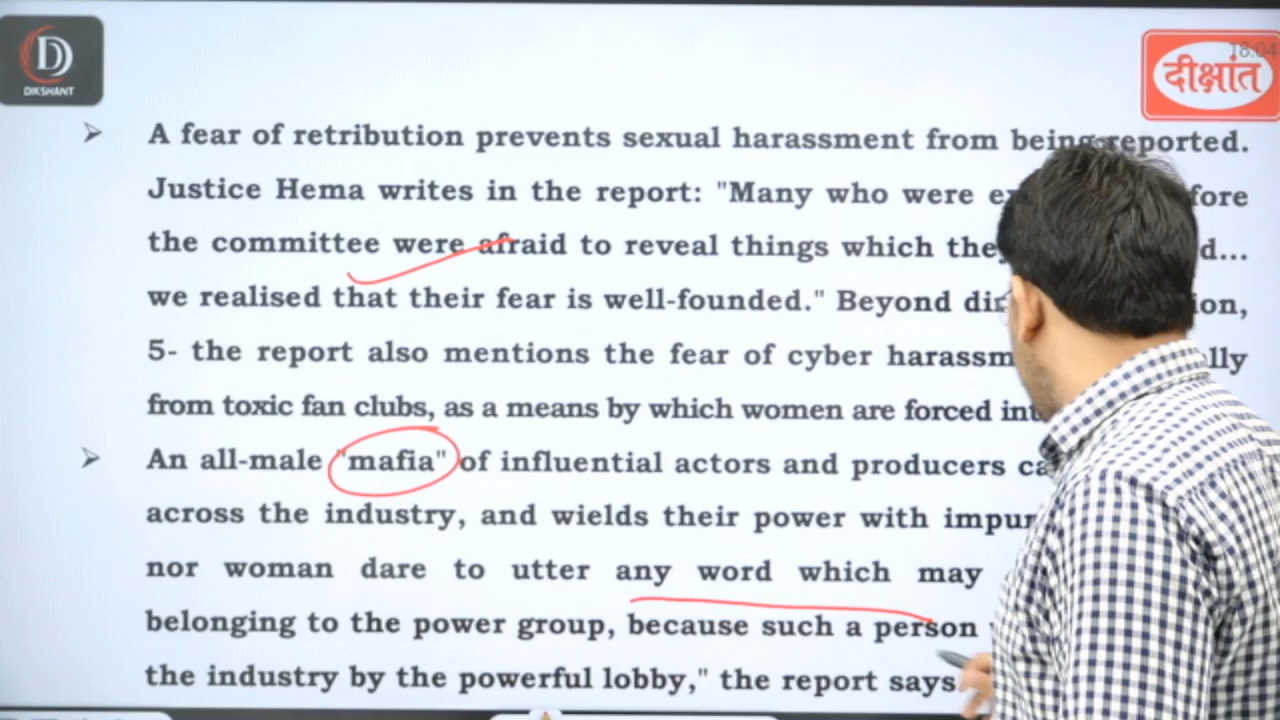 D
DIKSHANT
18:04
दीक्षांत
A fear of retribution prevents sexual harassment from being reported.
Justice Hema writes in the report: "Many who were
the committee were afraid to reveal things which they d...
we realised that their fear is well-founded." Beyond
5- the report also mentions the fear of cyber
from toxic fan clubs, as a means by which women are forced
An all-male "mafia" of influential actors and producers
across the industry, and wields their power with
nor woman dare to utter any word which may
belonging to the power group, because such a person
the industry by the powerful lobby," the report says